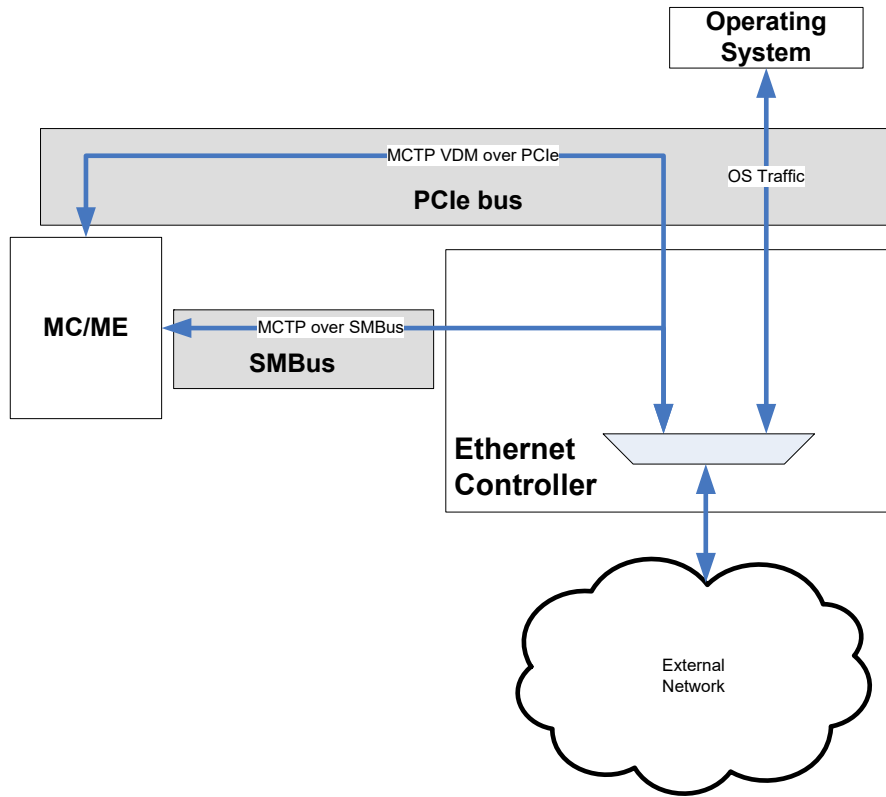 Operating
System
MCTP VDM over PCIe
OS Traffic
PCIe bus
MC/ME
MCTP over SMBus
SMBus
Ethernet
Controller
External
Network